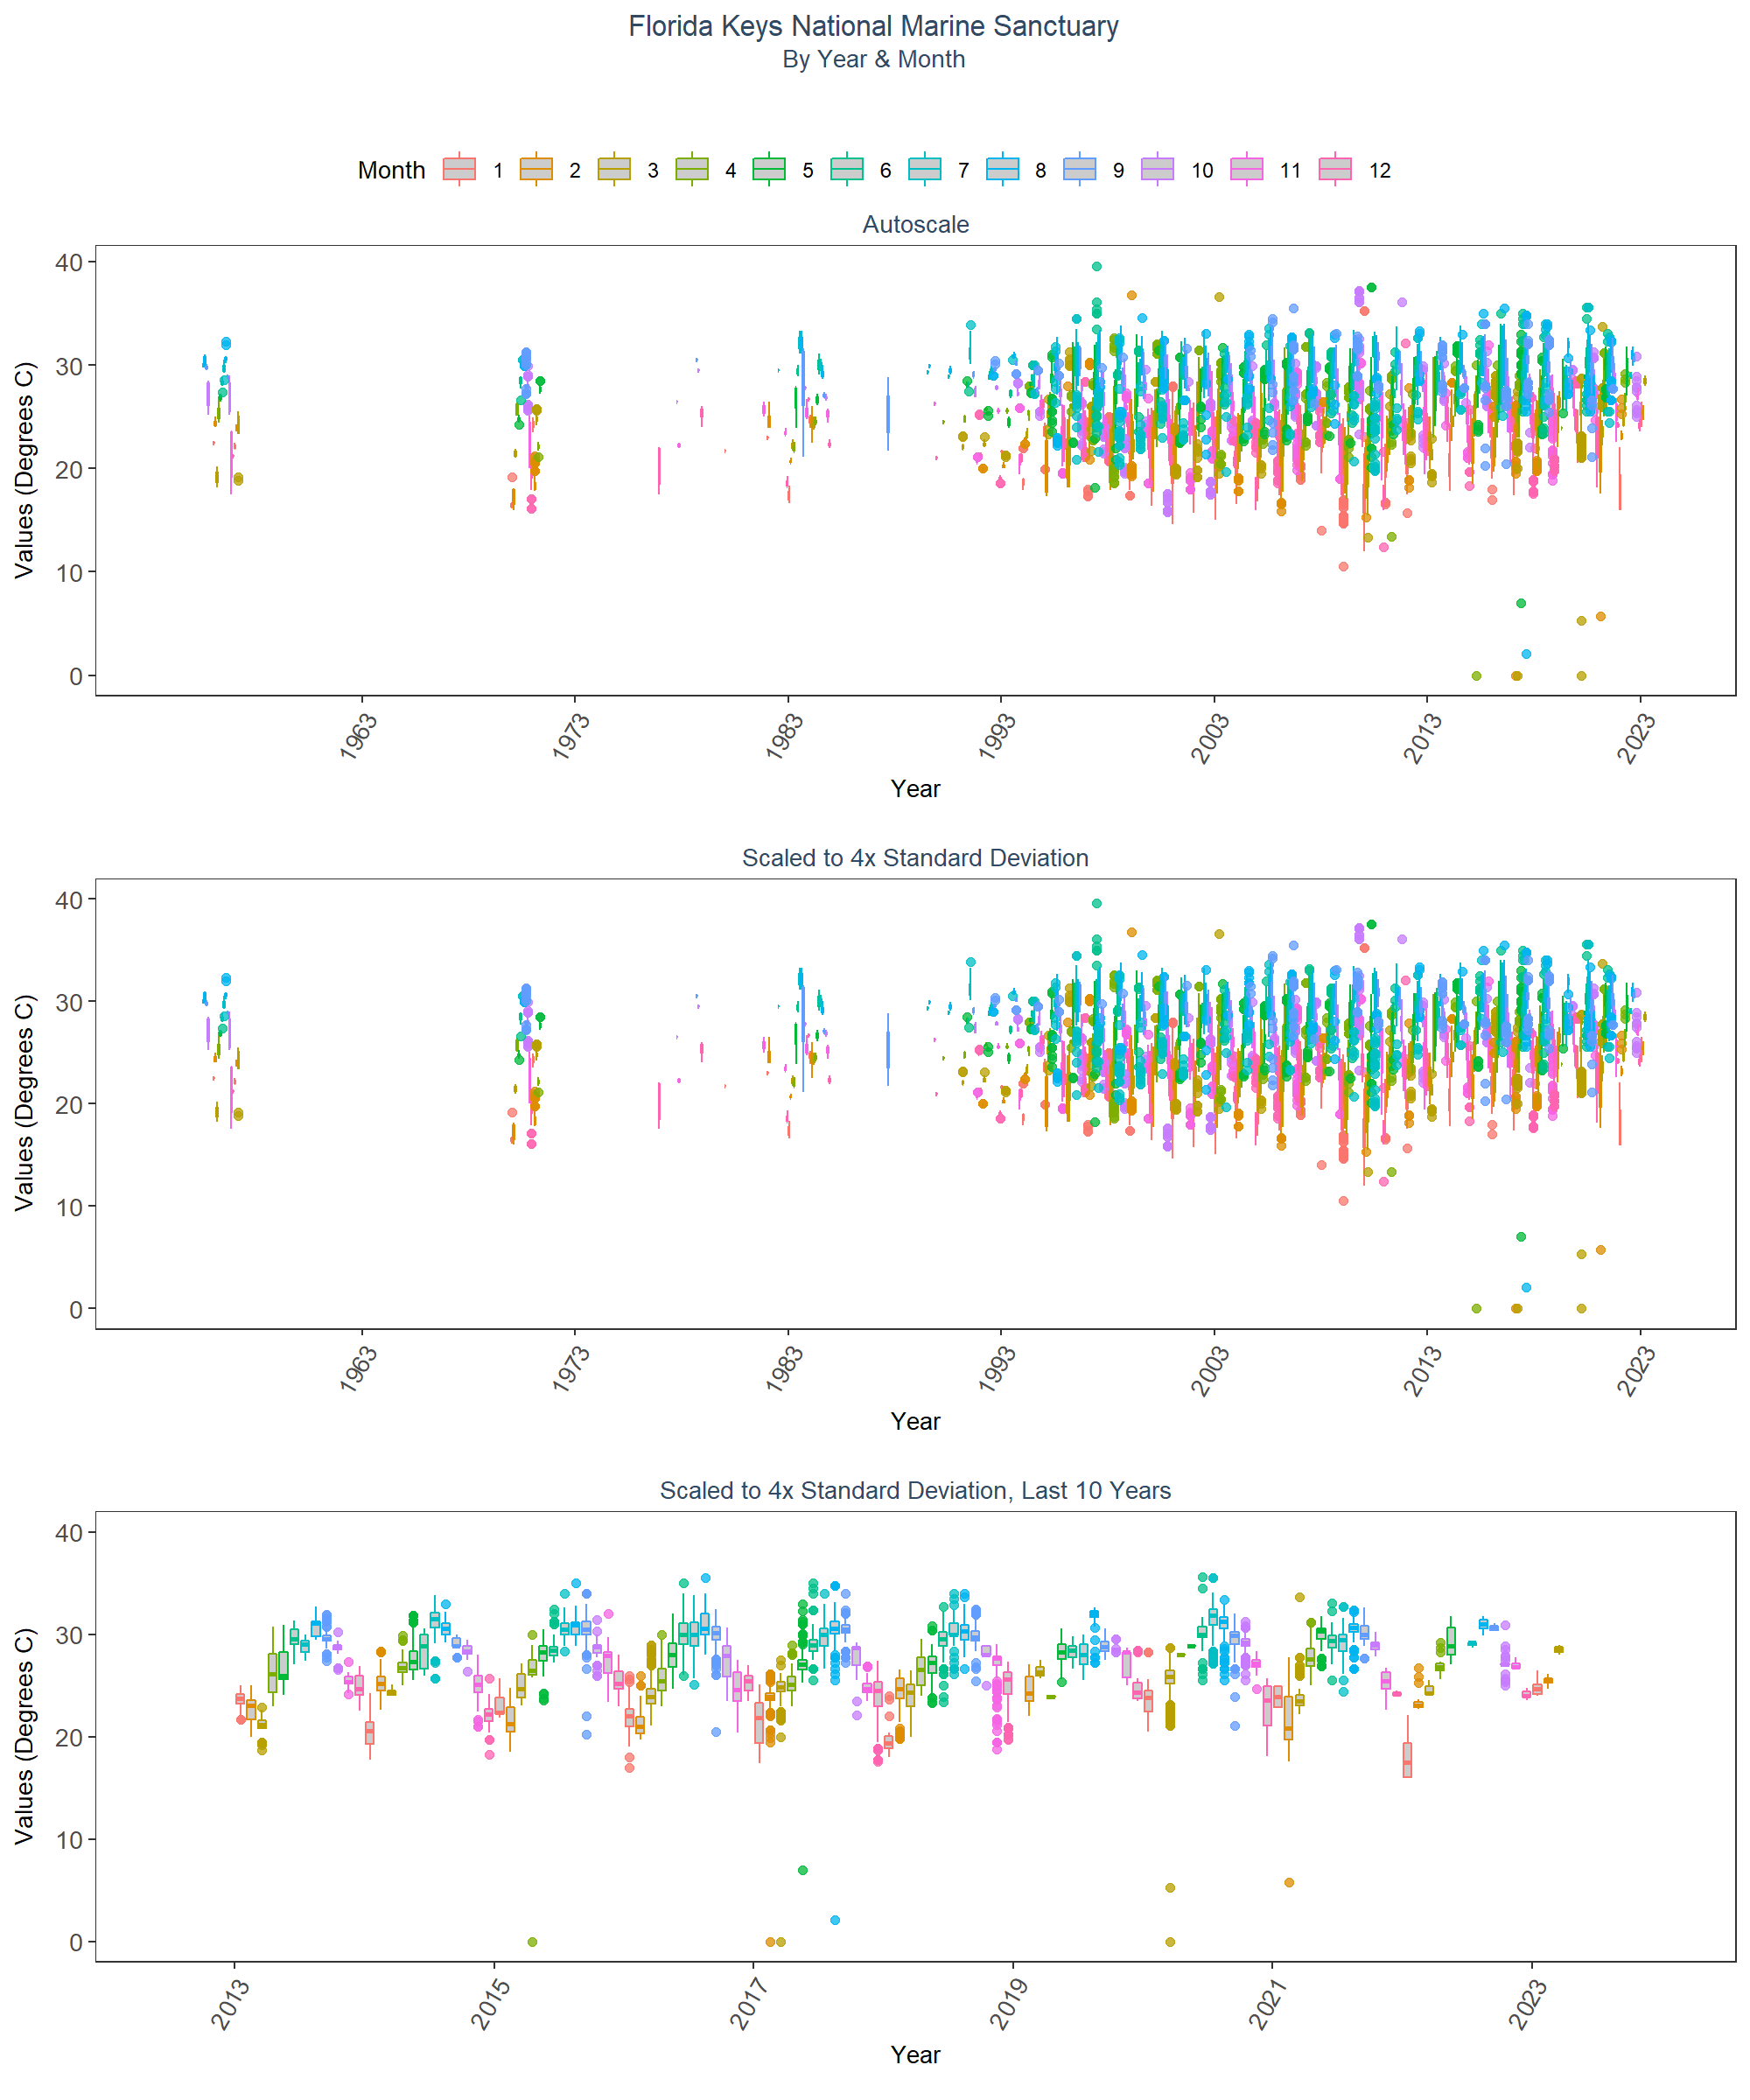 Florida Keys National Marine Sanctuary
By Year & Month
Month 1 2 3 4 5 6 7 8 9 10 11 12
Autoscale
Values (Degrees C)
40
30
20
10
0
1963 1973 1983 1993 2003 2013 2023
Year
Scaled to 4x Standard Deviation
Values (Degrees C)
40
30
20
10
0
1963 1973 1983 1993 2003 2013 2023
Year
Scaled to 4x Standard Deviation, Last 10 Years
Values (Degrees C)
40
30
20
10
0
2013 2015 2017 2019 2021 2023
Year